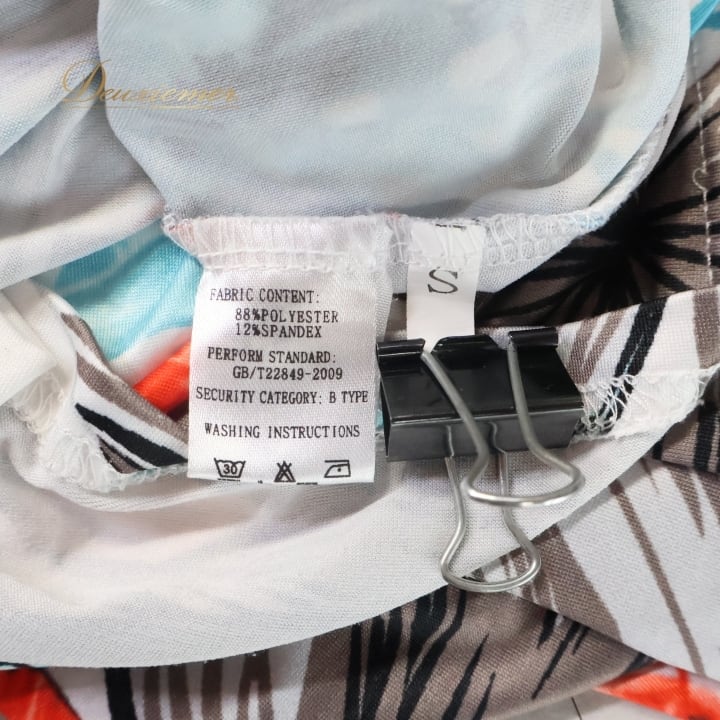 Deuxiemer
FABRIC CONTENT:
88%POLYESTER
12%SPANDEX
PERFORM STANDARD:
GB/T22849-2009
SECURITY CATEGORY: B TYPE
WASHING INSTRUCTIONS
30
S